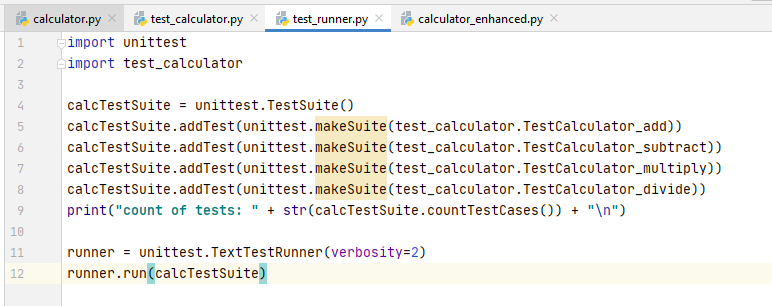 calculator.py test_calculator.py test_runner.py calculator_enhanced.py
1 import unittest
2 import test_calculator
3
4 calcTestSuite = unittest.TestSuite()
5 calcTestSuite.addTest(unittest.makeSuite(test_calculator.TestCalculator_add))
6 calcTestSuite.addTest(unittest.makeSuite(test_calculator.TestCalculator_subtract))
7 calcTestSuite.addTest(unittest.makeSuite(test_calculator.TestCalculator_multiply))
8 calcTestSuite.addTest(unittest.makeSuite(test_calculator.TestCalculator_divide))
9 print("count of tests: " + str(calcTestSuite.countTestCases()) + "\n")
10
11 runner = unittest.TextTestRunner(verbosity=2)
12 runner.run(calcTestSuite)